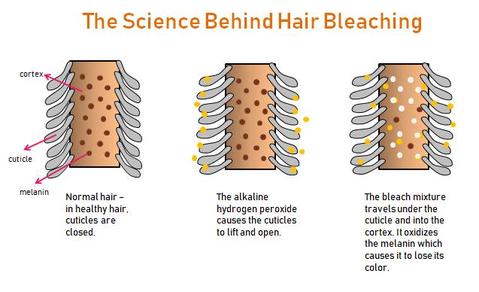 The Science Behind Hair Bleaching
cortex
cuticle
melanin
Normal hair –
in healthy hair,
cuticles are
closed.
The alkaline
hydrogen peroxide
causes the cuticles
to lift and open.
The bleach mixture
travels under the
cuticle and into the
cortex. It oxidizes
the melanin which
causes it to lose its
color.